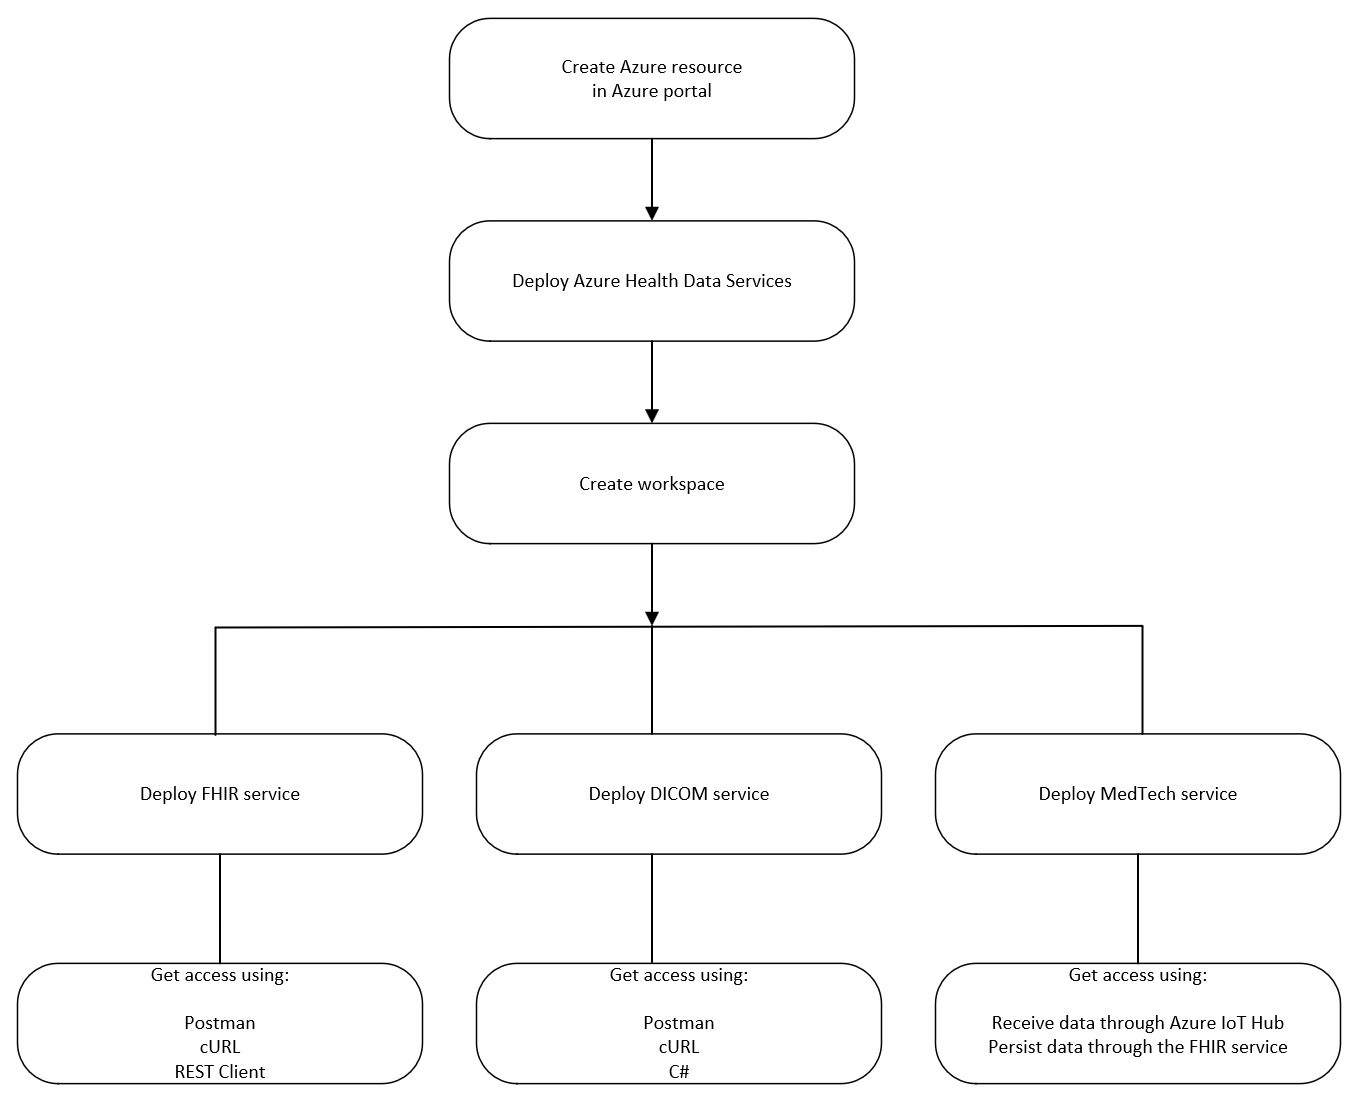 Create Azure resource
in Azure portal
Deploy Azure Health Data Services
Create workspace
Deploy FHIR service
Deploy DICOM service
Deploy MedTech service
Get access using:
Postman
cURL
REST Client
Get access using:
Postman
cURL
C#
Get access using:
Receive data through Azure IoT Hub
Persist data through the FHIR service